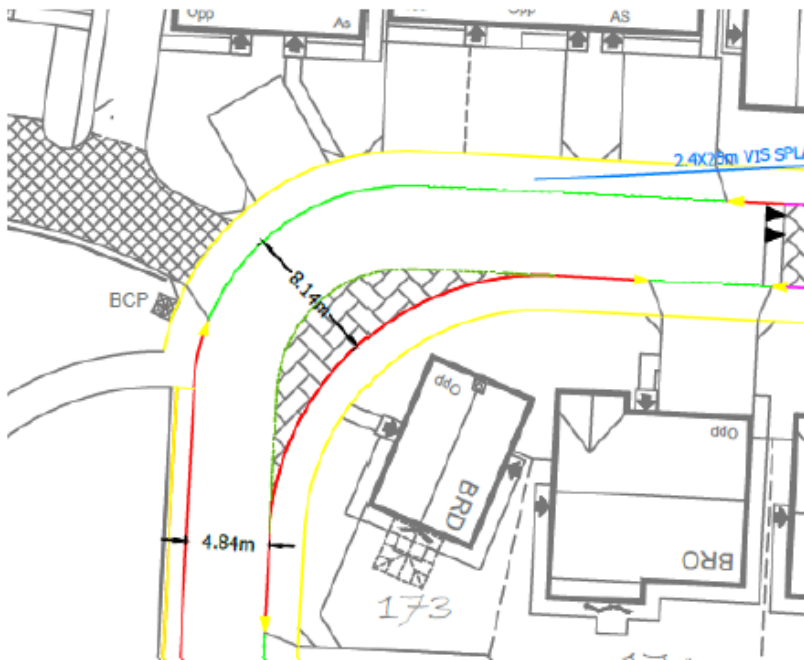 Opp
As
Opp
AS
2.4X25m VIS SPLA
8.14m
BCP
Opp
Opp
BRD
BRO
4.84m
173